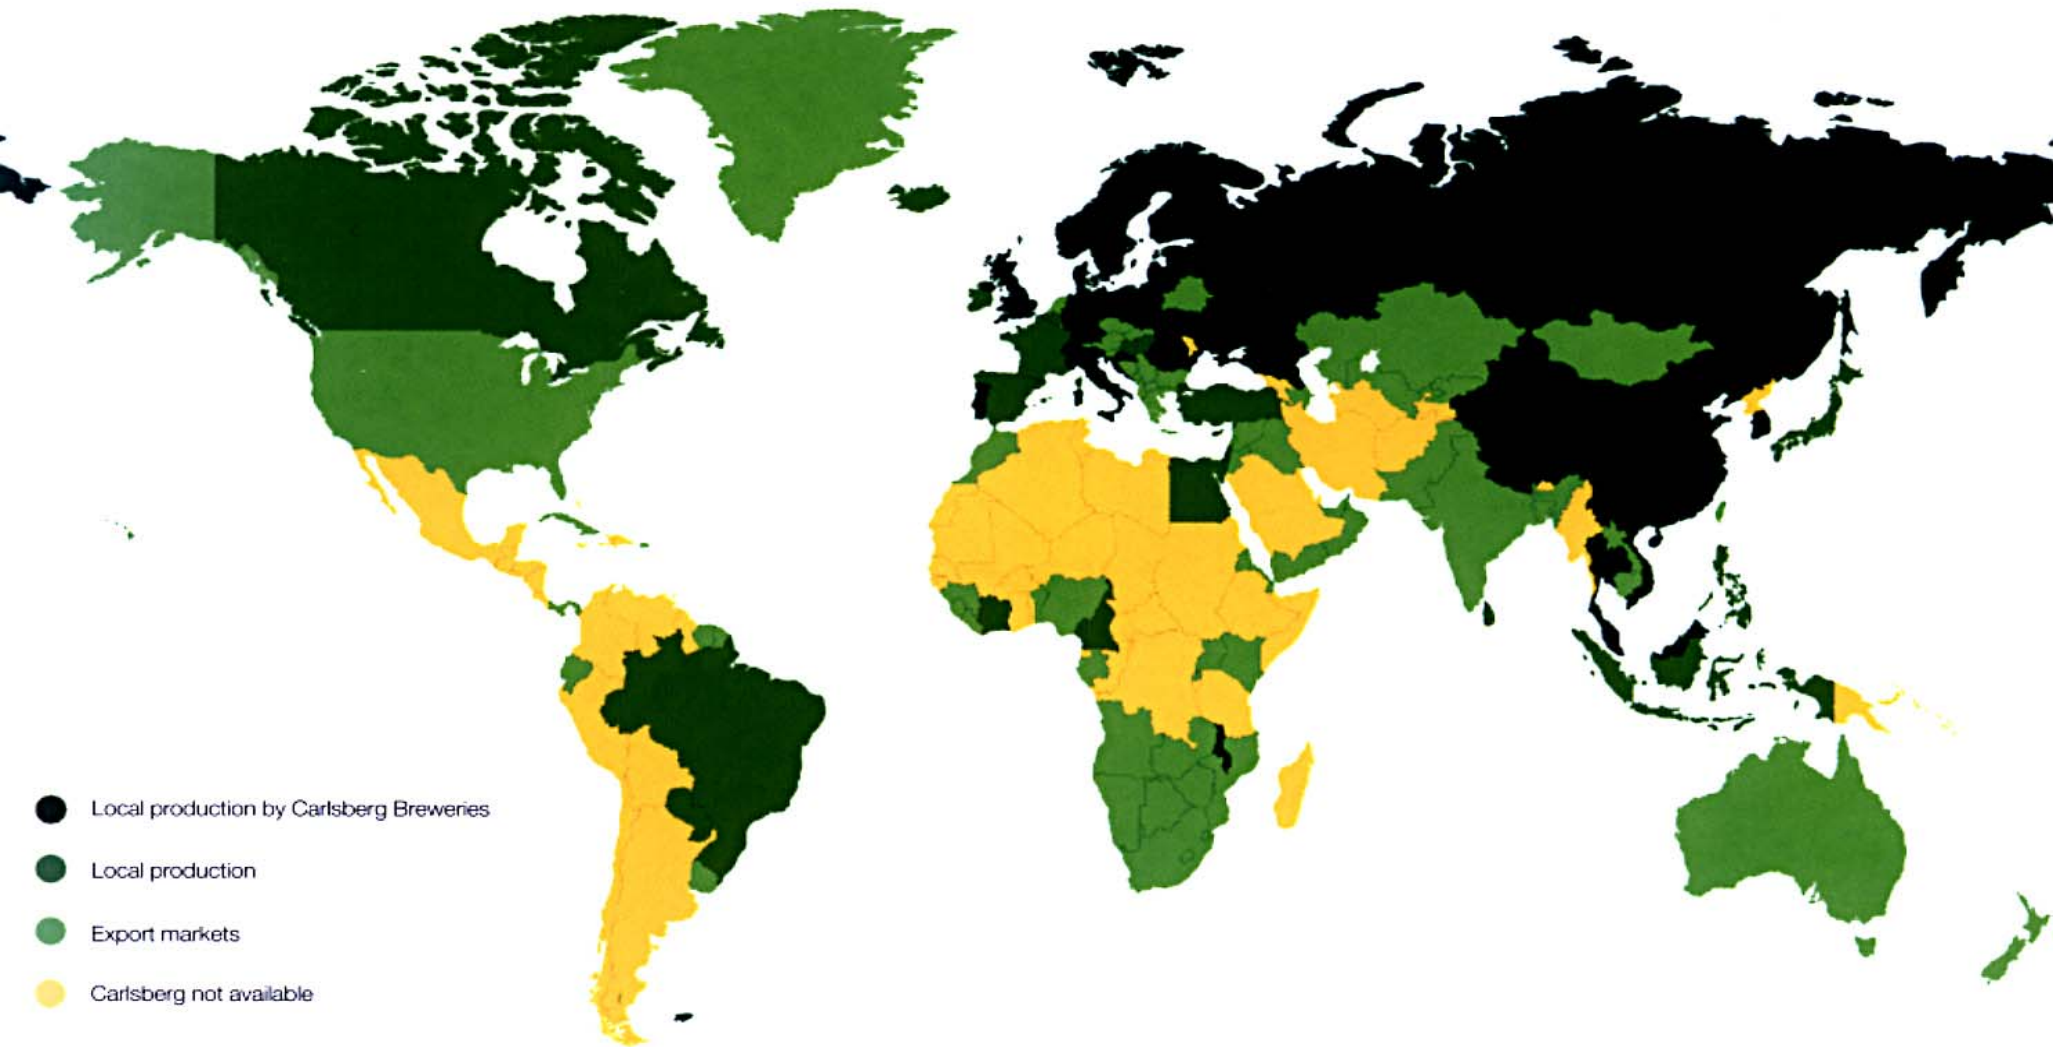 Local production by Carlsberg Breweries
Local production
Export markets
Carlsberg not available